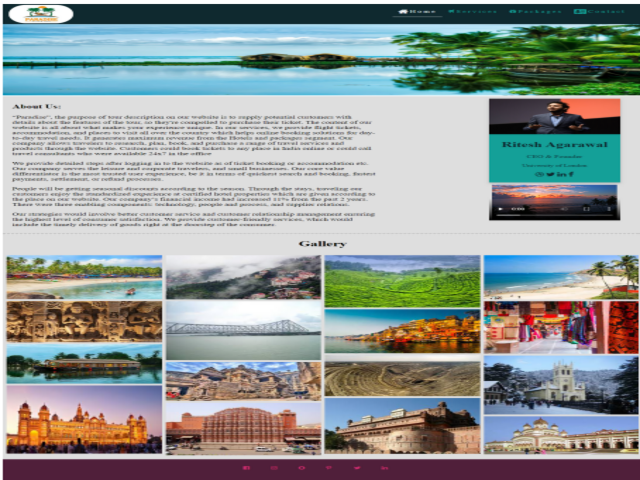 PARADISE
Home Services Packages Contact
About Us:
"Paradise", the purpose of tour description on our website is to supply potential customers with
details about the features of the tour, so they're compelled to purchase their ticket. The content of our
website is all about what makes your experience unique. In our services, we provide flight tickets,
accommodation, and places to visit all over the country which helps online booking solutions for day-
to-day travel needs. It generates maximum revenue from the Hotels and packages segment. Our
company allows travelers to research, plan, book, and purchase a range of travel services and
products through the website. Customers could book tickets to any place in India online or could call
travel consultants who were available 24x7 in the office
We provide detailed steps after logging in to the website as of ticket booking or accommodation etc.
Our company serves the leisure and corporate travelers, and small businesses. Our core value
differentiator is the most trusted user experience, be it in terms of quickest search and booking, fastest
payments, settlement, or refund processes.
People will be getting seasonal discounts according to the season. Through the stays, traveling our
customers enjoy the standardized experience at certified hotel properties which are given according to
the place on our website. Our company's financial income had increased 11% from the past 2 years.
There were three enabling components: technology, people and process, and supplies relations.
Our strategies would involve better customer service and customer relationship management ensuring
the highest level of consumer satisfaction. We provide customer-friendly services, which would
include the timely delivery of goods right at the doorstep of the consumer.
Ritesh Agarawal
CEO & Founder
University of London
0:00
Gallery